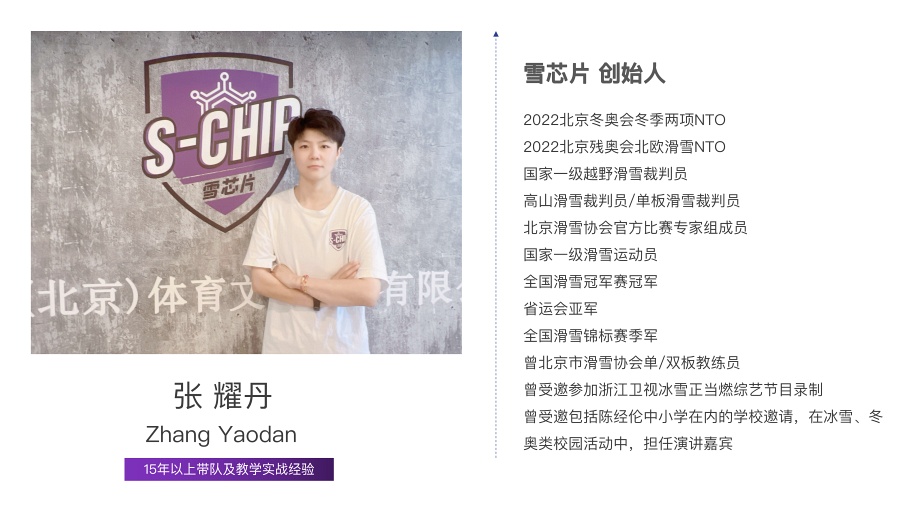 S-CHIP
雪芯片
S-CHIP
(北京)体育文
有限
张 耀丹
Zhang Yaodan
15年以上带队及教学实战经验
雪芯片 创始人
2022北京冬奥会冬季两项NTO
2022北京残奥会北欧滑雪NTO
国家一级越野滑雪裁判员
高山滑雪裁判员/单板滑雪裁判员
北京滑雪协会官方比赛专家组成员
国家一级滑雪运动员
全国滑雪冠军赛冠军
省运会亚军
全国滑雪锦标赛季军
曾北京市滑雪协会单/双板教练员
曾受邀参加浙江卫视冰雪正当燃综艺节目录制
曾受邀包括陈经伦中小学在内的学校邀请，在冰雪、冬
奥类校园活动中，担任演讲嘉宾